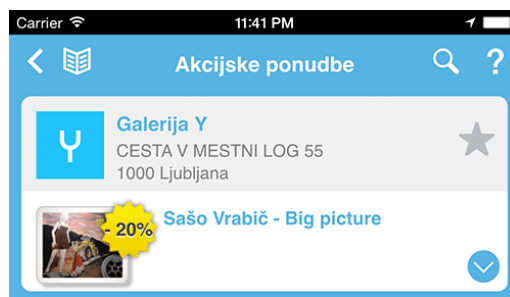 Carrier 11:41 PM
Akcijske ponudbe ?
Galerija Y
CESTA V MESTNI LOG 55
1000 Ljubljana
- 20%
Sašo Vrabič - Big picture